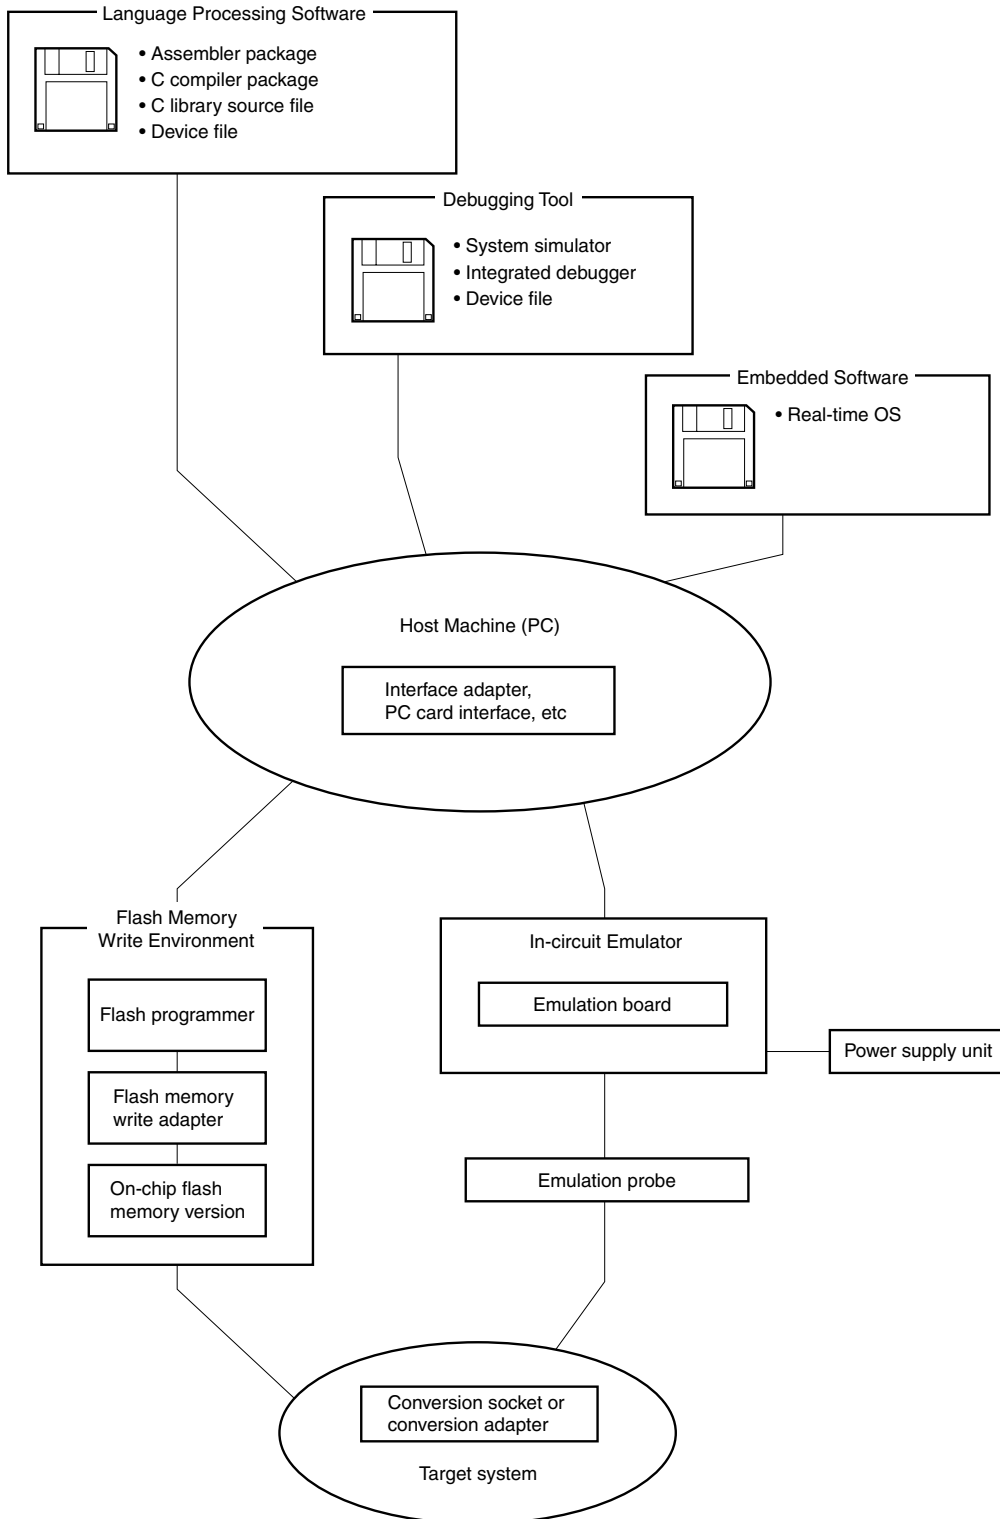 Language Processing Software
• Assembler package
• C compiler package
• C library source file
• Device file
Debugging Tool
• System simulator
• Integrated debugger
• Device file
Embedded Software
• Real-time OS
Host Machine (PC)
Interface adapter,
PC card interface, etc
Flash Memory
Write Environment
Flash programmer
Flash memory
write adapter
On-chip flash
memory version
In-circuit Emulator
Emulation board
Power supply unit
Emulation probe
Conversion socket or
conversion adapter
Target system